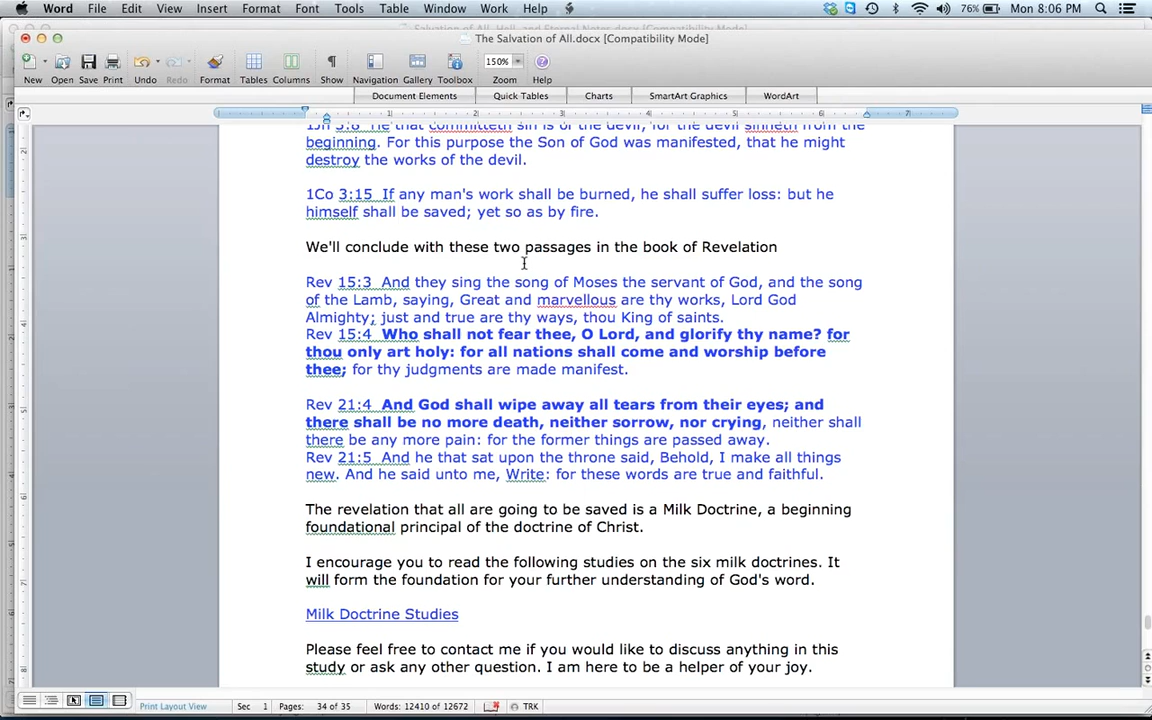 Word File Edit View Insert Format Font Tools Table Window Work Help 76% Mon 8:06 PM
The Salvation of All.docx [Compatibility Mode]
150%
New Open Save Print Undo Redo Format Tables Columns Show Navigation Gallery Toolbox Zoom Help
Document Elements Quick Tables Charts SmartArt Graphics WordArt
1Jn 3:8 He that committeth sin is of the devil; for the devil sinneth from the
beginning. For this purpose the Son of God was manifested, that he might
destroy the works of the devil.
1Co 3:15 If any man's work shall be burned, he shall suffer loss: but he
himself shall be saved; yet so as by fire.
We'll conclude with these two passages in the book of Revelation
Rev 15:3 And they sing the song of Moses the servant of God, and the song
of the Lamb, saying, Great and marvellous are thy works, Lord God
Almighty; just and true are thy ways, thou King of saints.
Rev 15:4 Who shall not fear thee, O Lord, and glorify thy name? for
thou only art holy: for all nations shall come and worship before
thee; for thy judgments are made manifest.
Rev 21:4 And God shall wipe away all tears from their eyes; and
there shall be no more death, neither sorrow, nor crying, neither shall
there be any more pain: for the former things are passed away.
Rev 21:5 And he that sat upon the throne said, Behold, I make all things
new. And he said unto me, Write: for these words are true and faithful.
The revelation that all are going to be saved is a Milk Doctrine, a beginning
foundational principal of the doctrine of Christ.
I encourage you to read the following studies on the six milk doctrines. It
will form the foundation for your further understanding of God's word.
Milk Doctrine Studies
Please feel free to contact me if you would like to discuss anything in this
study or ask any other question. I am here to be a helper of your joy.
Print Layout View Sec 1 Pages: 34 of 35 Words: 12410 of 12672 TRK